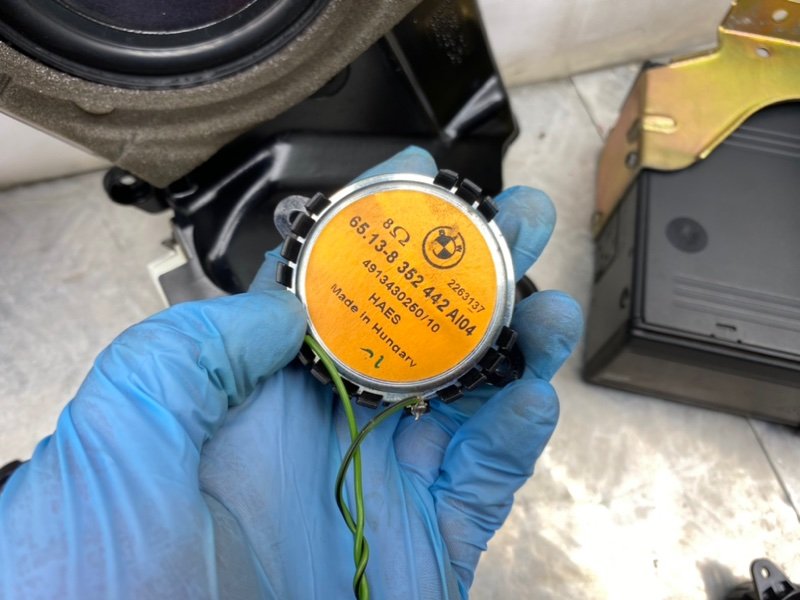 8Ω
65.13-8 352 442 AI04
2263137
4913430260/10
HAES
Made in Hungary